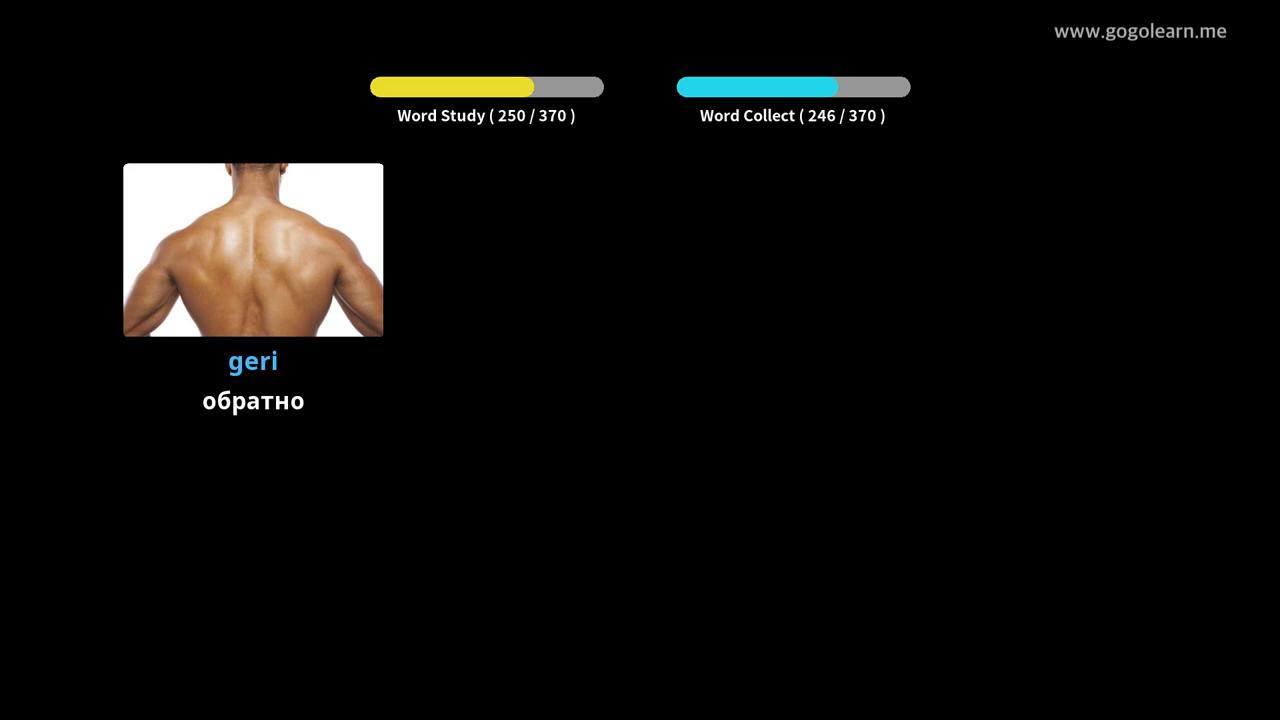 www.gogolearn.me
Word Study ( 250 / 370 )
Word Collect ( 246 / 370 )
geri
обратно